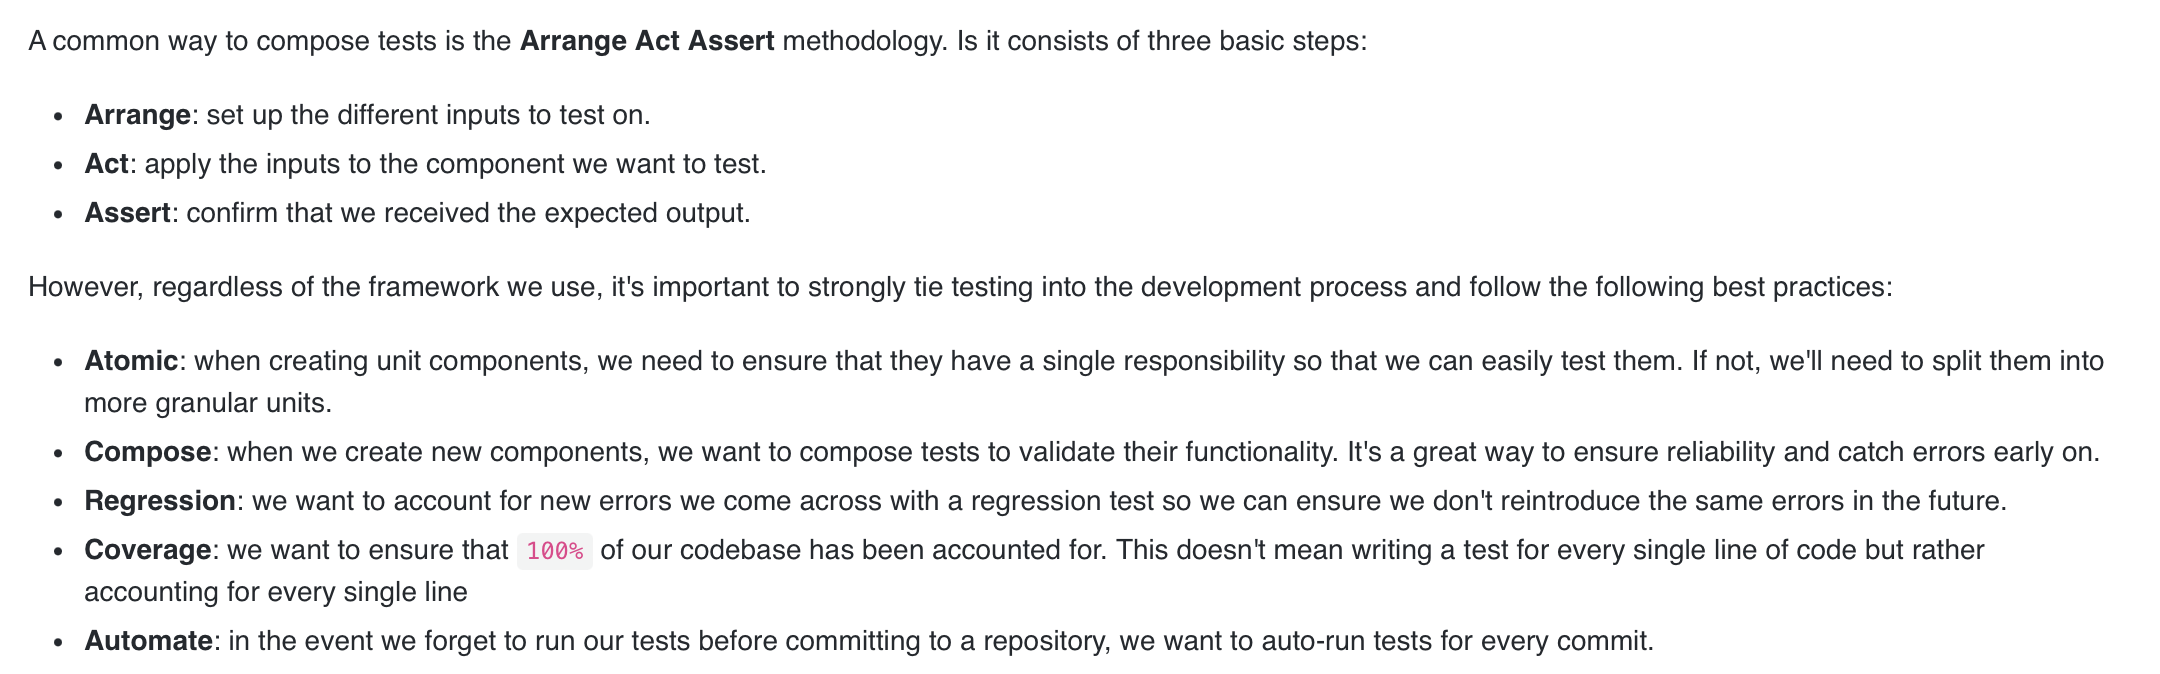 A common way to compose tests is the Arrange Act Assert methodology. Is it consists of three basic steps:
• Arrange: set up the different inputs to test on.
• Act: apply the inputs to the component we want to test.
• Assert: confirm that we received the expected output.
However, regardless of the framework we use, it's important to strongly tie testing into the development process and follow the following best practices:
• Atomic: when creating unit components, we need to ensure that they have a single responsibility so that we can easily test them. If not, we'll need to split them into
more granular units.
• Compose: when we create new components, we want to compose tests to validate their functionality. It's a great way to ensure reliability and catch errors early on.
• Regression: we want to account for new errors we come across with a regression test so we can ensure we don't reintroduce the same errors in the future.
• Coverage: we want to ensure that 100% of our codebase has been accounted for. This doesn't mean writing a test for every single line of code but rather
accounting for every single line
• Automate: in the event we forget to run our tests before committing to a repository, we want to auto-run tests for every commit.